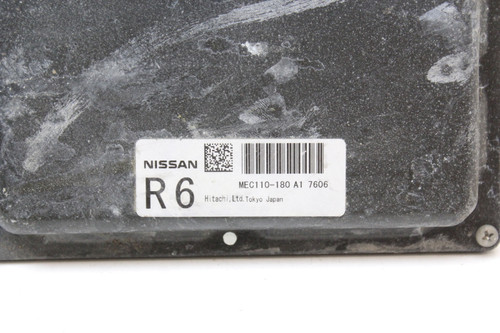 NISSAN
MEC110-180 A1 7606
R6
Hitachi,Ltd.Tokyo Japan